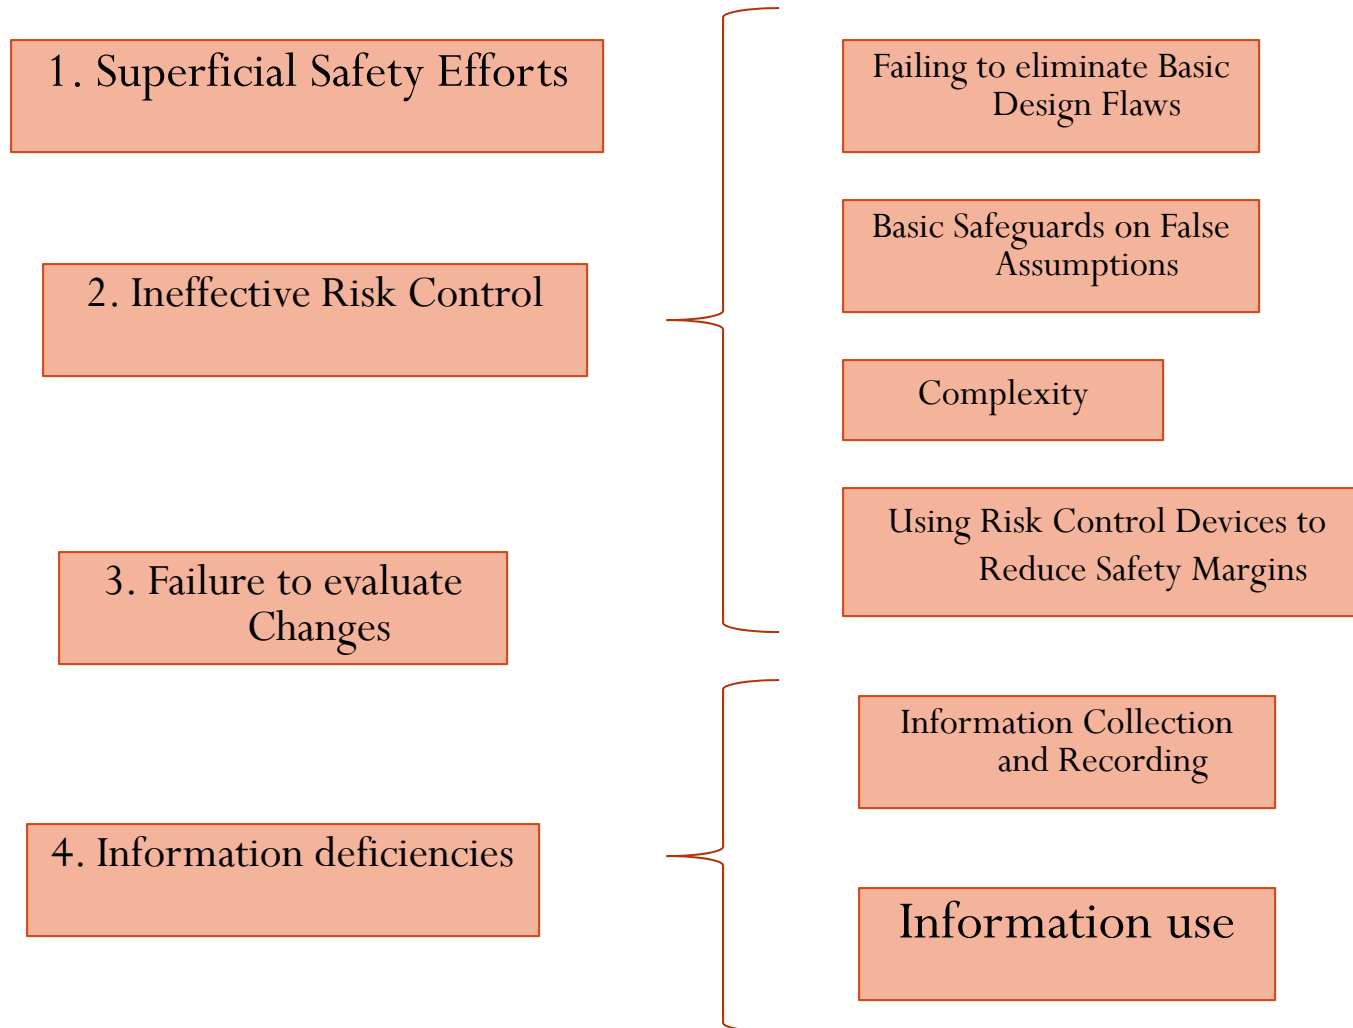 1. Superficial Safety Efforts
2. Ineffective Risk Control
Failing to eliminate Basic
Design Flaws
Basic Safeguards on False
Assumptions
Complexity
Using Risk Control Devices to
Reduce Safety Margins
3. Failure to evaluate
Changes
4. Information deficiencies
Information Collection
and Recording
Information use